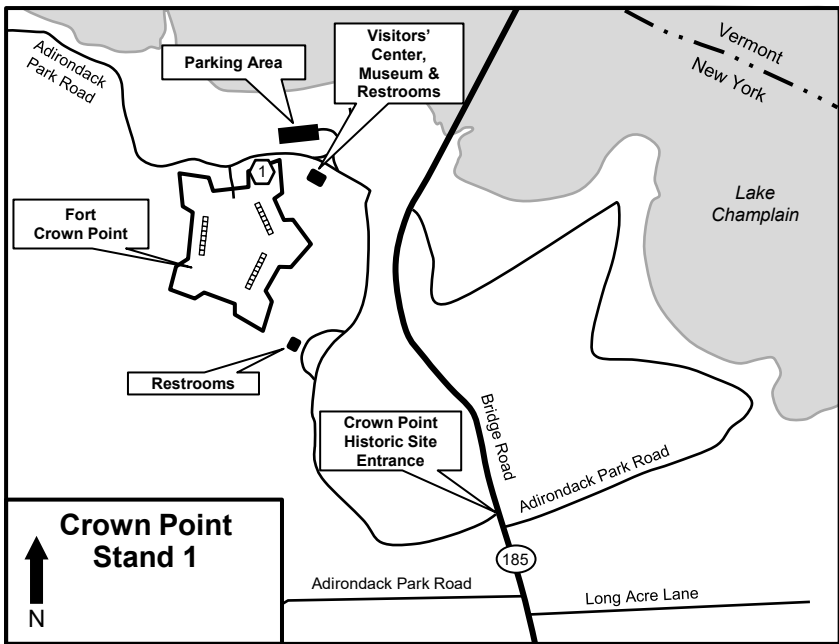 Adirondack
Park Road
Parking Area
Visitors’
Center,
Museum &
Restrooms
Vermont
New York
1
Lake
Champlain
Fort
Crown Point
Restrooms
Crown Point
Historic Site
Entrance
Bridge Road
Adirondack Park Road
185
Crown Point
Stand 1
N
Adirondack Park Road
Long Acre Lane